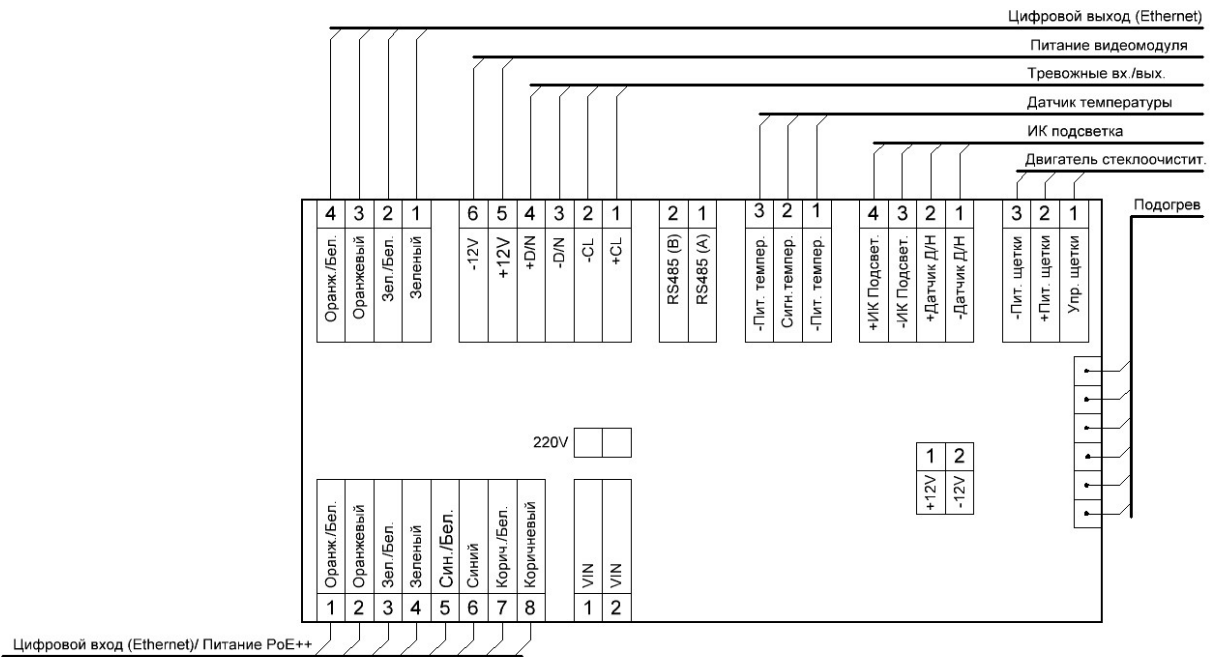 Цифровой выход (Ethernet)
Питание видеомодуля
Тревожные вх./вых.
Датчик температуры
ИК подсветка
Двигатель стеклоочистит.
Подогрев
4 3 2 1
Оранж./Бел.
Оранжевый
Зел./Бел.
Зеленый
6 5 4 3 2 1
-12V
+12V
+D/N
-D/N
-CL
+CL
2 1
RS485 (B)
RS485 (A)
3 2 1
-Пит. темпер.
Сигн.темпер.
-Пит. темпер.
4 3 2 1
+ИК Подсвет.
-ИК Подсвет.
+Датчик Д/Н
-Датчик Д/Н
3 2 1
-Пит. щетки
+Пит. щетки
Упр. щетки
220V
1 2
+12V
-12V
Оранж./Бел.
Оранжевый
Зел./Бел.
Зеленый
Син./Бел.
Синий
Корич./Бел.
Коричневый
1 2 3 4 5 6 7 8
VIN
VIN
1 2
Цифровой вход (Ethernet)/ Питание PoE++